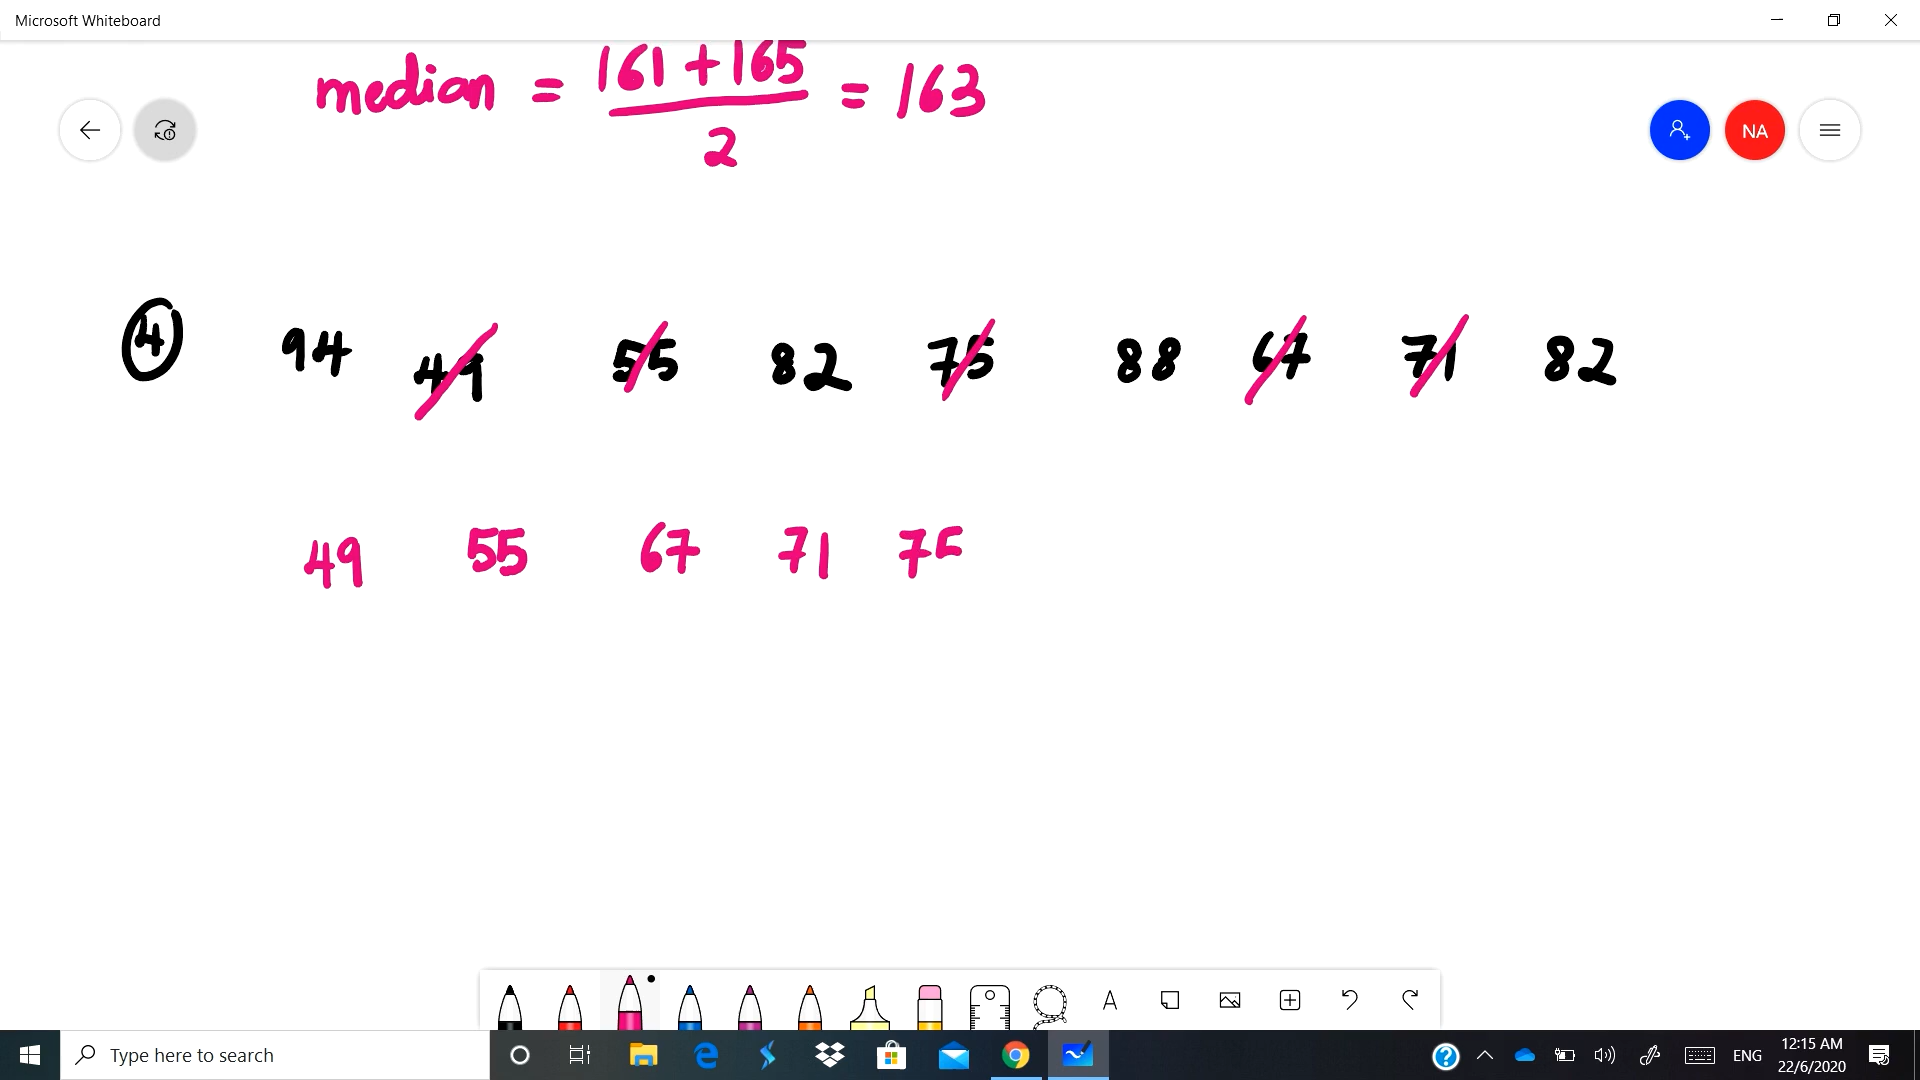 Microsoft Whiteboard
median = 161 + 165 / 2 = 163
NA
4 94 49 55 82 75 88 67 71 82
49 55 67 71 75
A
Type here to search
ENG
12:15 AM
22/6/2020